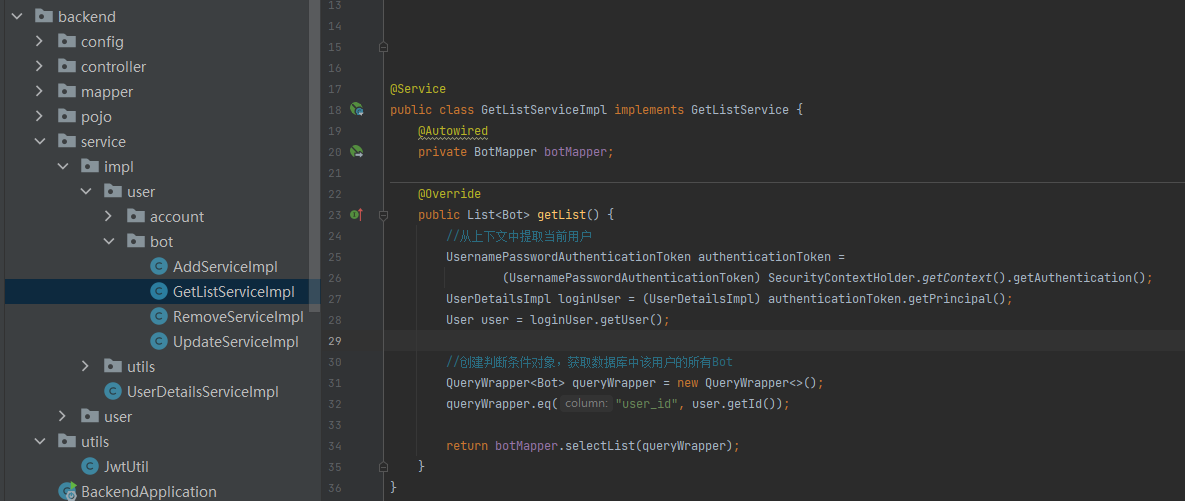 backend
config
controller
mapper
pojo
service
impl
user
account
bot
AddServiceImpl
GetListServiceImpl
RemoveServiceImpl
UpdateServiceImpl
utils
UserDetailsServiceImpl
user
utils
JwtUtil
BackendApplication
13
14
15
16
17 @Service
18 public class GetListServiceImpl implements GetListService {
19 @Autowired
20 private BotMapper botMapper;
21
22 @Override
23 public List<Bot> getList() {
24 //从上下文中提取当前用户
25 UsernamePasswordAuthenticationToken authenticationToken =
26 (UsernamePasswordAuthenticationToken) SecurityContextHolder.getContext().getAuthentication();
27 UserDetailsImpl loginUser = (UserDetailsImpl) authenticationToken.getPrincipal();
28 User user = loginUser.getUser();
29
30 //创建判断条件对象，获取数据库中该用户的所有Bot
31 QueryWrapper<Bot> queryWrapper = new QueryWrapper<>();
32 queryWrapper.eq( column: "user_id", user.getId());
33
34 return botMapper.selectList(queryWrapper);
35 }
36 }